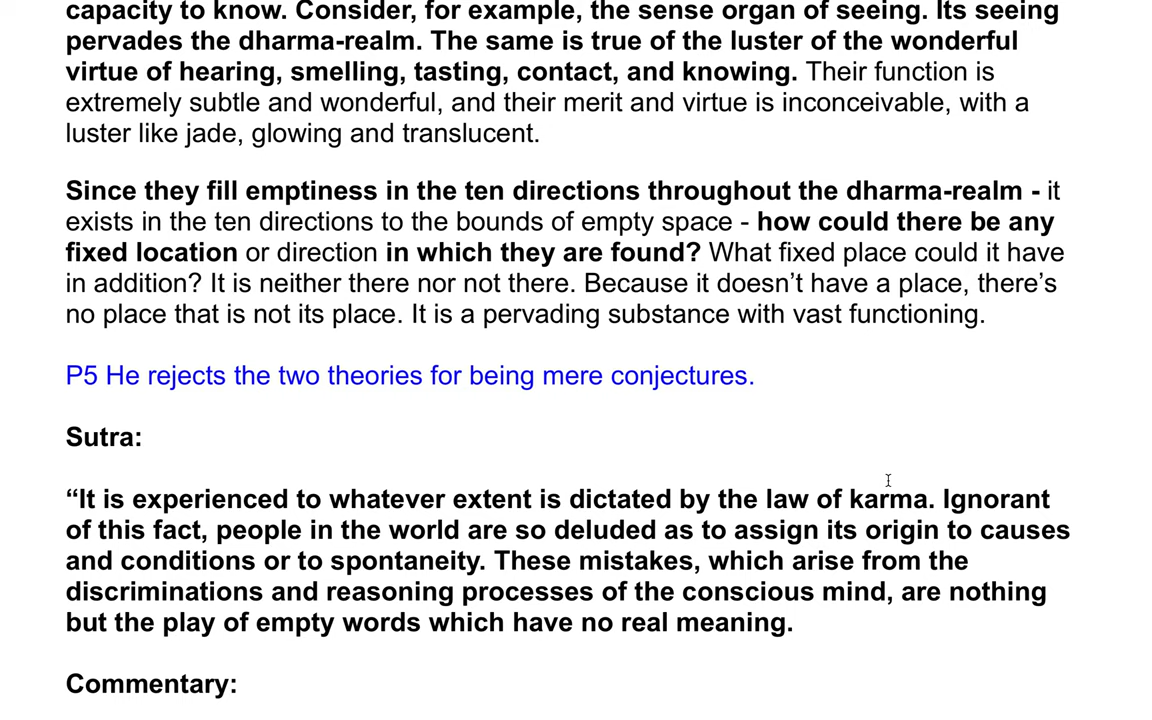 capacity to know. Consider, for example, the sense organ of seeing. Its seeing
pervades the dharma-realm. The same is true of the luster of the wonderful
virtue of hearing, smelling, tasting, contact, and knowing. Their function is
extremely subtle and wonderful, and their merit and virtue is inconceivable, with a
luster like jade, glowing and translucent.
Since they fill emptiness in the ten directions throughout the dharma-realm - it
exists in the ten directions to the bounds of empty space - how could there be any
fixed location or direction in which they are found? What fixed place could it have
in addition? It is neither there nor not there. Because it doesn’t have a place, there’s
no place that is not its place. It is a pervading substance with vast functioning.
P5 He rejects the two theories for being mere conjectures.
Sutra:
“It is experienced to whatever extent is dictated by the law of karma. Ignorant
of this fact, people in the world are so deluded as to assign its origin to causes
and conditions or to spontaneity. These mistakes, which arise from the
discriminations and reasoning processes of the conscious mind, are nothing
but the play of empty words which have no real meaning.
Commentary: